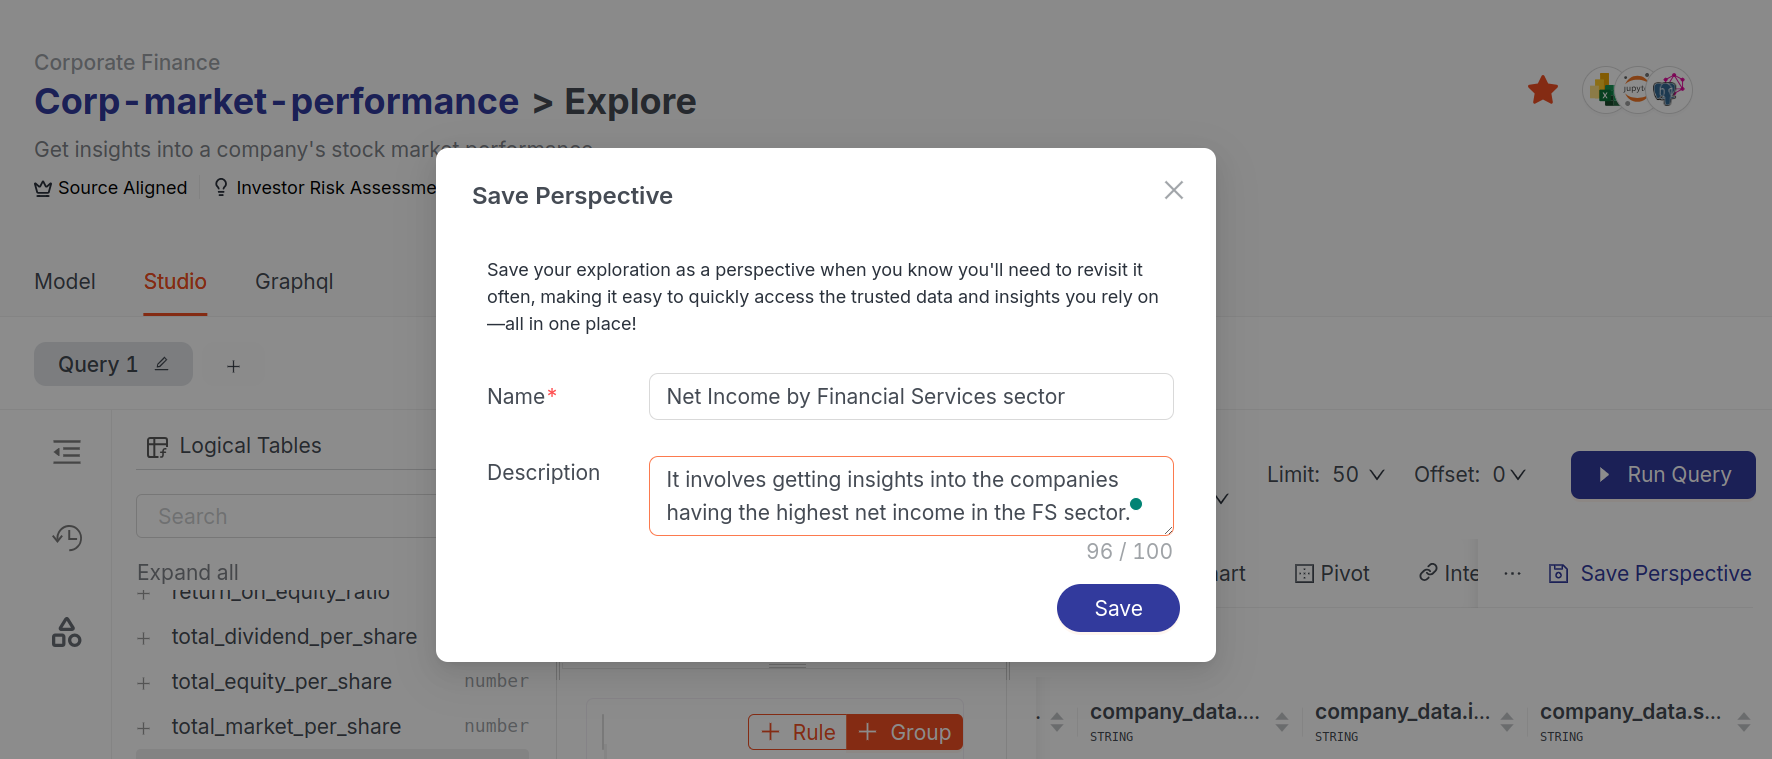 Corporate Finance
Corp-market-performance > Explore
Get insights into a company's stock market performance
Source Aligned
Investor Risk Assessme
Model
Studio
Graphql
Query 1
Logical Tables
Search
Expand all
return_on_equity_ratio
total_dividend_per_share
total_equity_per_share number
total_market_per_share number
Save Perspective
Save your exploration as a perspective when you know you'll need to revisit it
often, making it easy to quickly access the trusted data and insights you rely on
—all in one place!
Name*
Net Income by Financial Services sector
Description
It involves getting insights into the companies
having the highest net income in the FS sector.
96 / 100
Save
Limit: 50
Offset: 0
Run Query
art
Pivot
Inte
...
Save Perspective
+ Rule
+ Group
company_data....
STRING
company_data.i...
STRING
company_data.s...
STRING